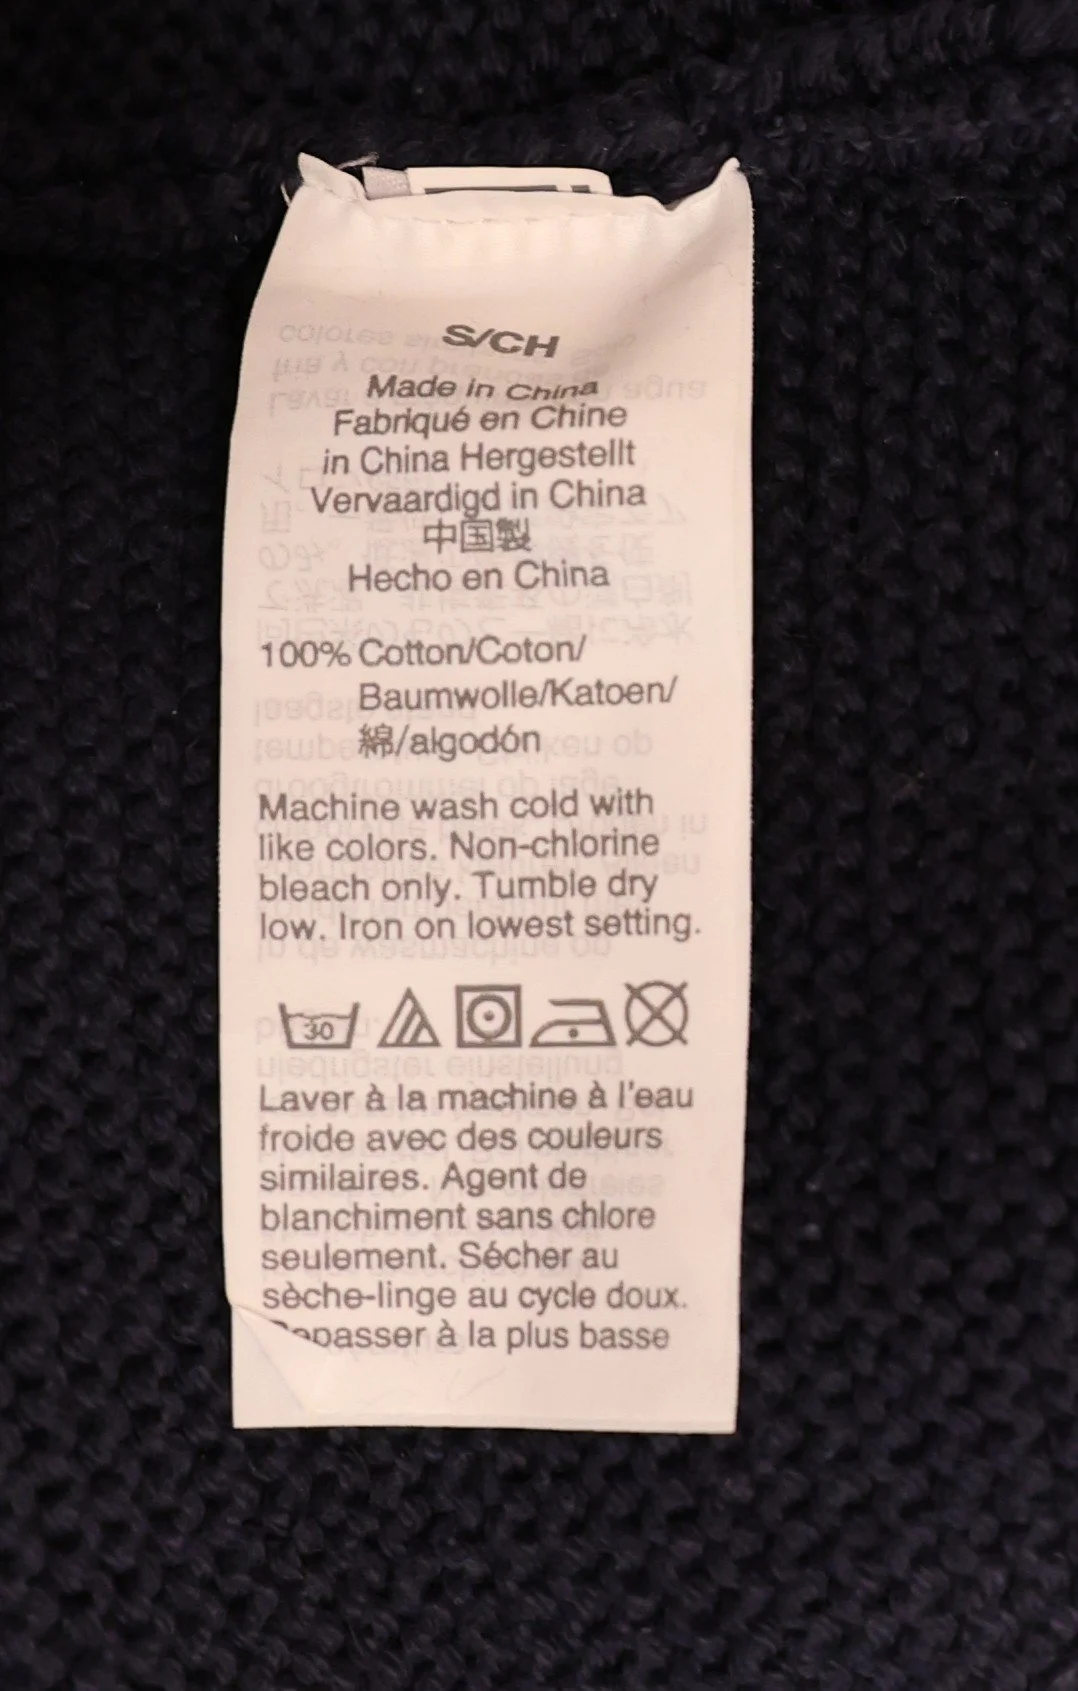 S/CH
Made in China
Fabriqué en Chine
in China Hergestellt
Vervaardigd in China
中国製
Hecho en China
100% Cotton/Coton/
Baumwolle/Katoen/
綿/algodón
Machine wash cold with
like colors. Non-chlorine
bleach only. Tumble dry
low. Iron on lowest setting.
30
Laver à la machine à l'eau
froide avec des couleurs
similaires. Agent de
blanchiment sans chlore
seulement. Sécher au
sèche-linge au cycle doux.
Repasser à la plus basse